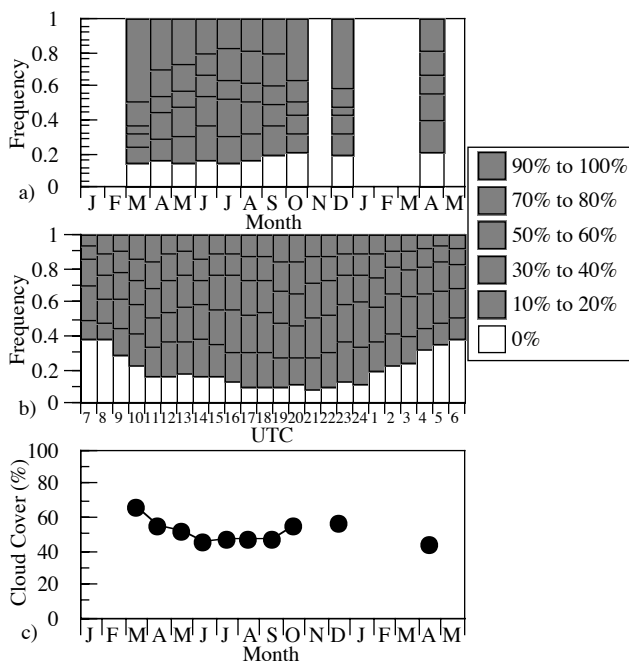 1
0.8
0.6
0.4
0.2
0
Frequency
a)
J F M A M J J A S O N D J F M A M
Month
1
0.8
0.6
0.4
0.2
0
Frequency
b)
7 8 9 10 11 12 13 14 15 16 17 18 19 20 21 22 23 24 1 2 3 4 5 6
UTC
90% to 100%
70% to 80%
50% to 60%
30% to 40%
10% to 20%
0%
100
80
60
40
20
0
Cloud Cover (%)
c)
J F M A M J J A S O N D J F M A M
Month